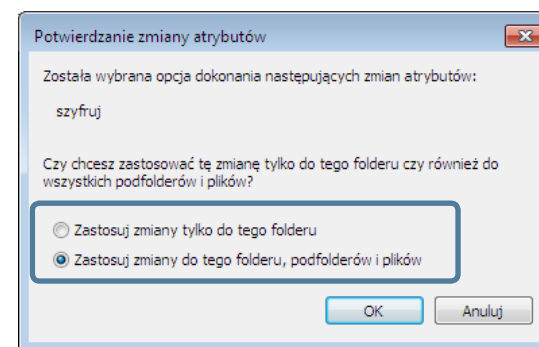 Potwierdzanie zmiany atrybutów
Została wybrana opcja dokonania następujących zmian atrybutów:
szyfruj
Czy chcesz zastosować tę zmianę tylko do tego folderu czy również do
wszystkich podfolderów i plików?
Zastosuj zmiany tylko do tego folderu
Zastosuj zmiany do tego folderu, podfolderów i plików
OK
Anuluj